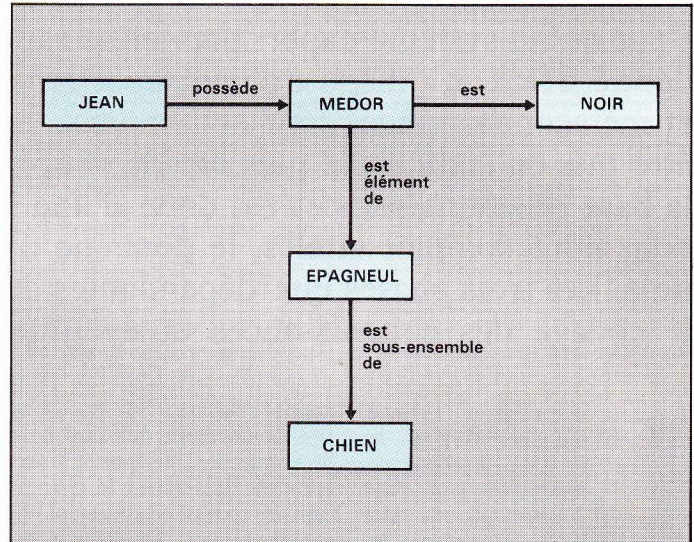 possède
est
JEAN
MEDOR
NOIR
est
élément
de
EPAGNEUL
est
sous-ensemble
de
CHIEN